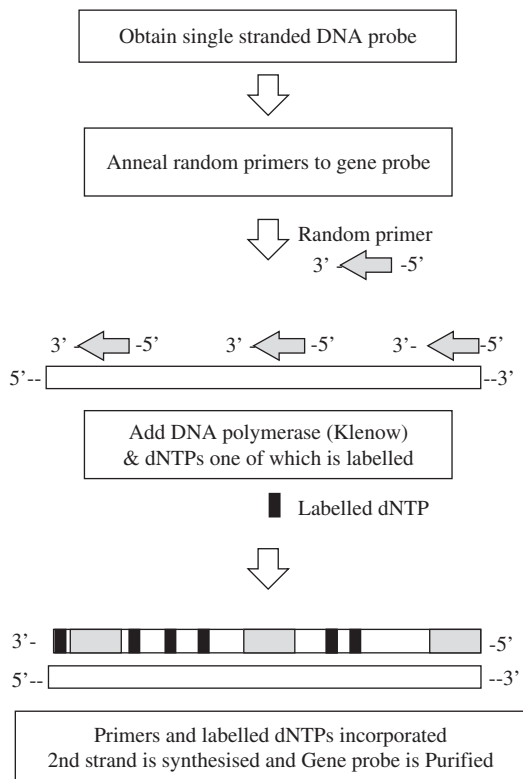 Obtain single stranded DNA probe
Anneal random primers to gene probe
Random primer
3’ - -5’
3’ - -5’ 3’ - -5’ 3’- -5’
5’-- --3’
Add DNA polymerase (Klenow)
& dNTPs one of which is labelled
Labelled dNTP
3’- -5’
5’-- --3’
Primers and labelled dNTPs incorporated
2nd strand is synthesised and Gene probe is Purified